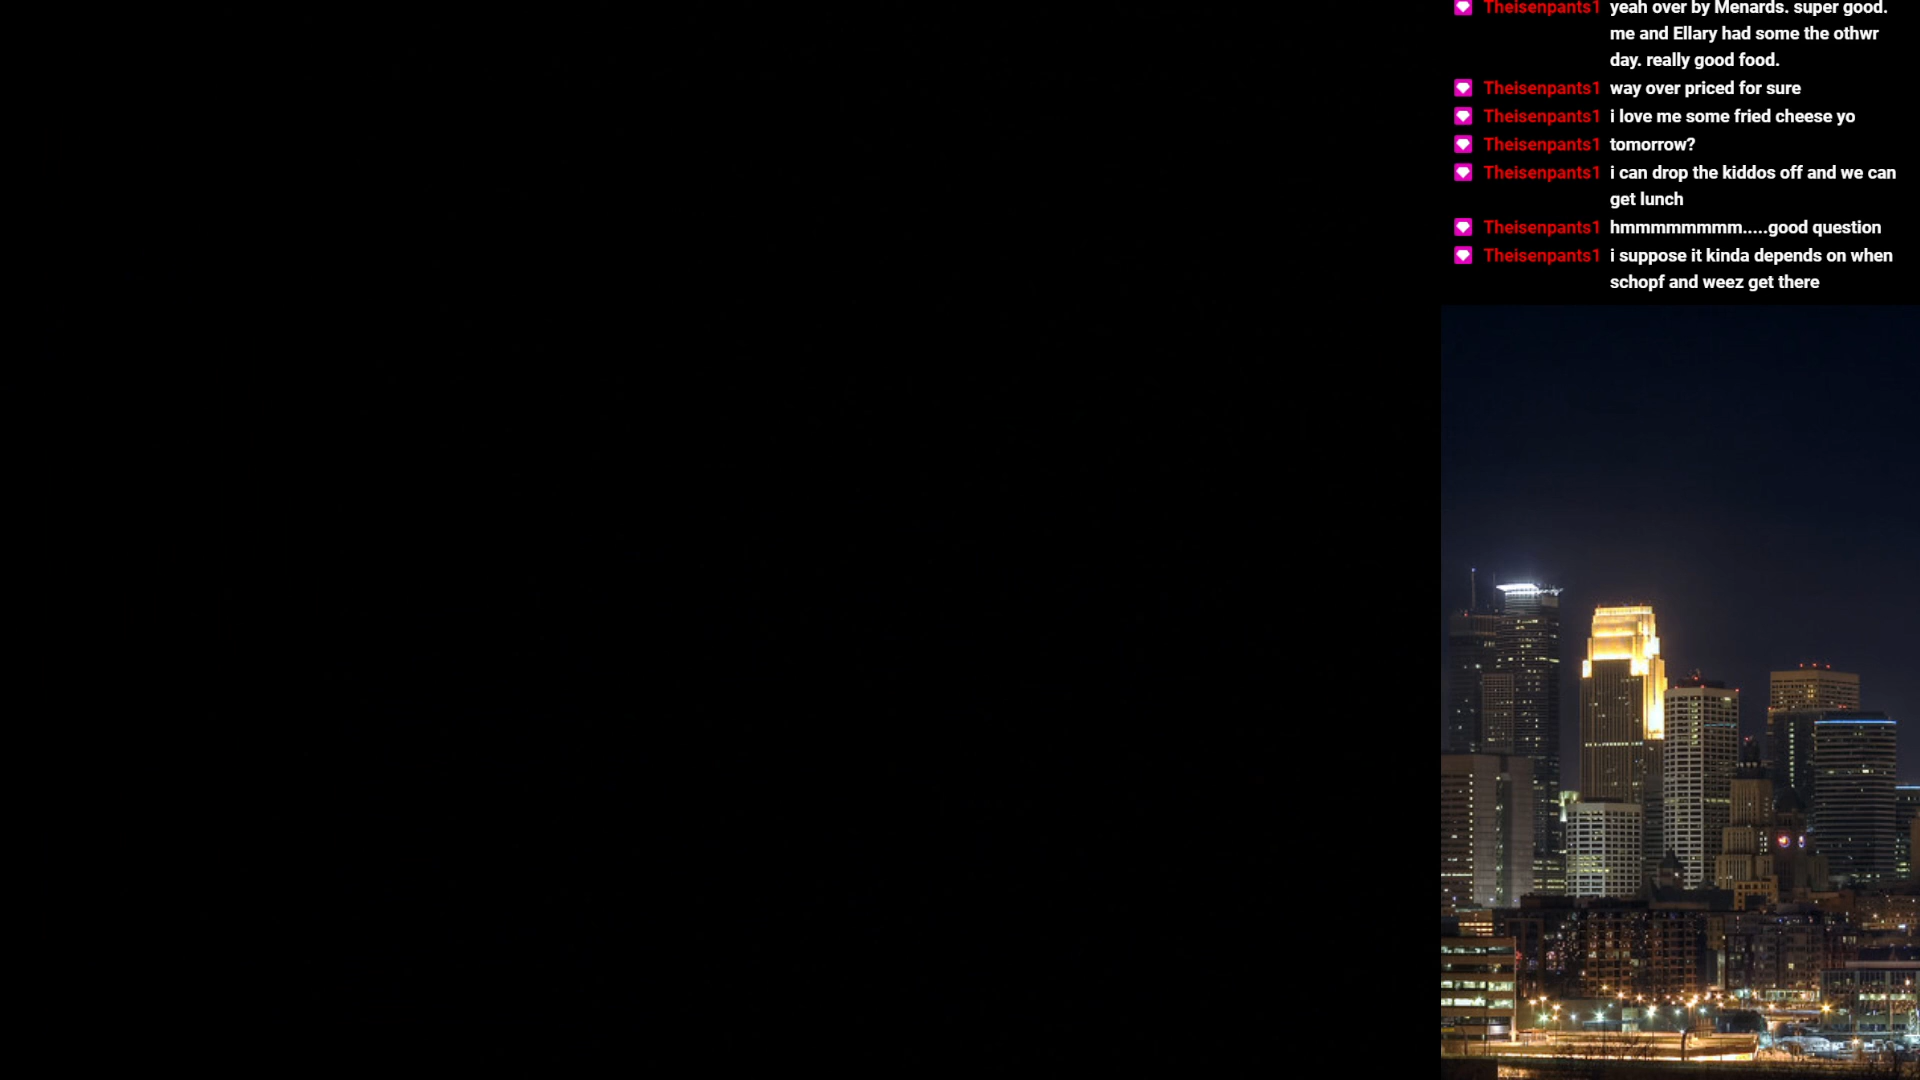 Theisenpants1 yeah over by Menards. super good.
me and Ellary had some the othwr
day. really good food.
Theisenpants1 way over priced for sure
Theisenpants1 i love me some fried cheese yo
Theisenpants1 tomorrow?
Theisenpants1 i can drop the kiddos off and we can
get lunch
Theisenpants1 hmmmmmmmm.....good question
Theisenpants1 i suppose it kinda depends on when
schopf and weez get there